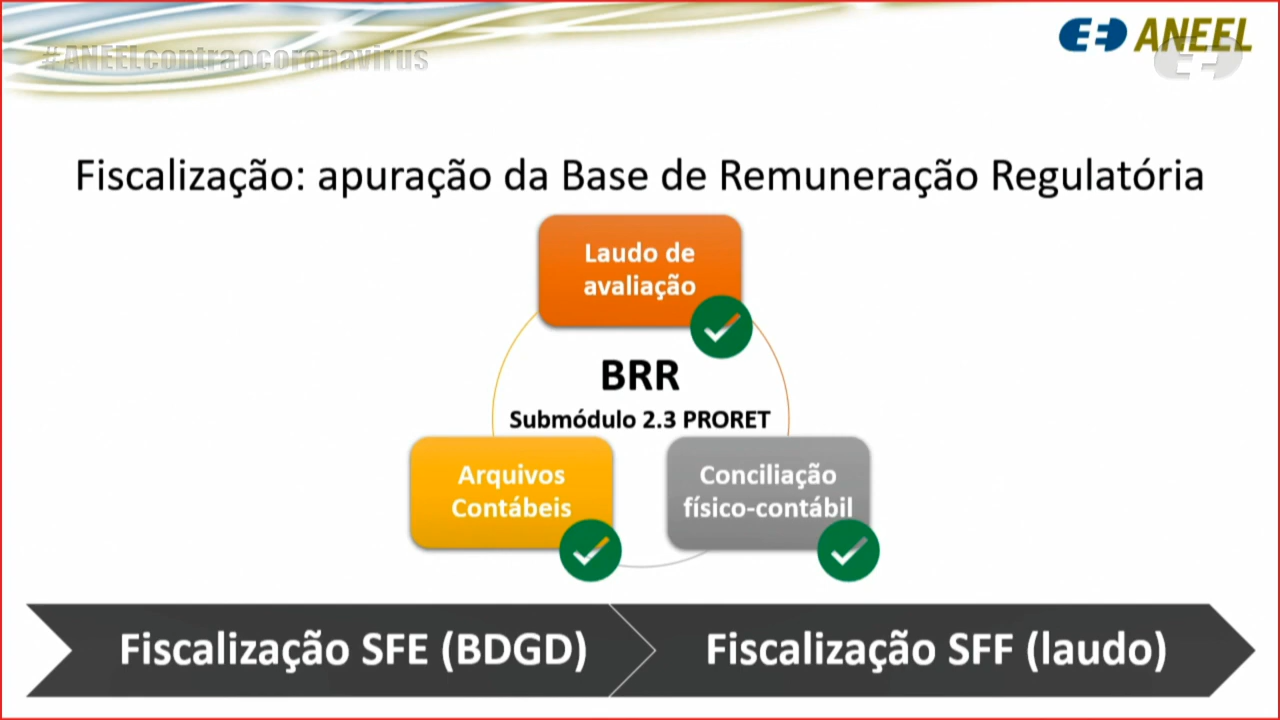 #ANEELcontraocoronavirus
ANEEL
Fiscalização: apuração da Base de Remuneração Regulatória
Laudo de
avaliação
BRR
Submódulo 2.3 PRORET
Arquivos
Contábeis
Conciliação
físico-contábil
Fiscalização SFE (BDGD)
Fiscalização SFF (laudo)